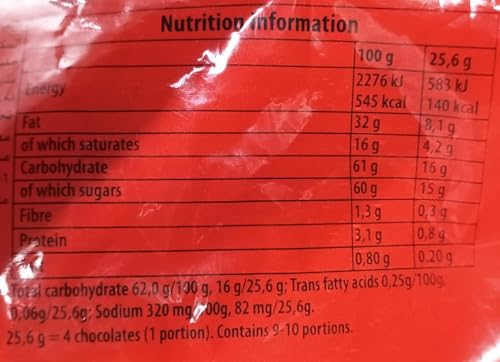 Nutrition Information
100 g 25,6 g
Energy 2276 kJ 583 kJ
545 kcal 140 kcal
Fat 32 g 8,1 g
of which saturates 16 g 4,2 g
Carbohydrate 61 g 16 g
of which sugars 60 g 15 g
Fibre 1,3 g 0,3 g
Protein 3,1 g 0,8 g
0,80 g 0.20 g
Total carbohydrate 62,0 g/100 g, 16 g/25,6 g; Trans fatty acids 0,25g/100g,
0,06g/25,6g; Sodium 320 mg/100g, 82 mg/25,6g.
25,6 g = 4 chocolates (1 portion). Contains 9-10 portions.